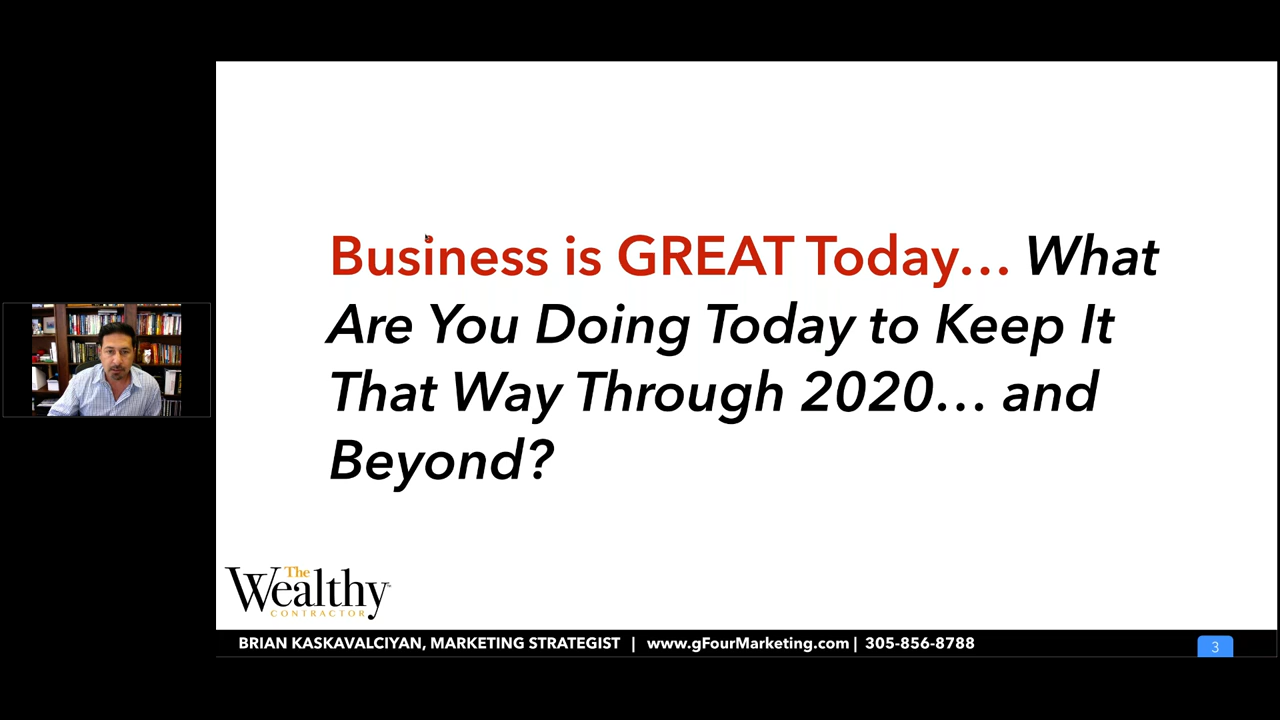 Business is GREAT Today… What
Are You Doing Today to Keep It
That Way Through 2020… and
Beyond?
The
Wealthy™
CONTRACTOR
BRIAN KASKAVALCIYAN, MARKETING STRATEGIST | www.gFourMarketing.com | 305-856-8788
3